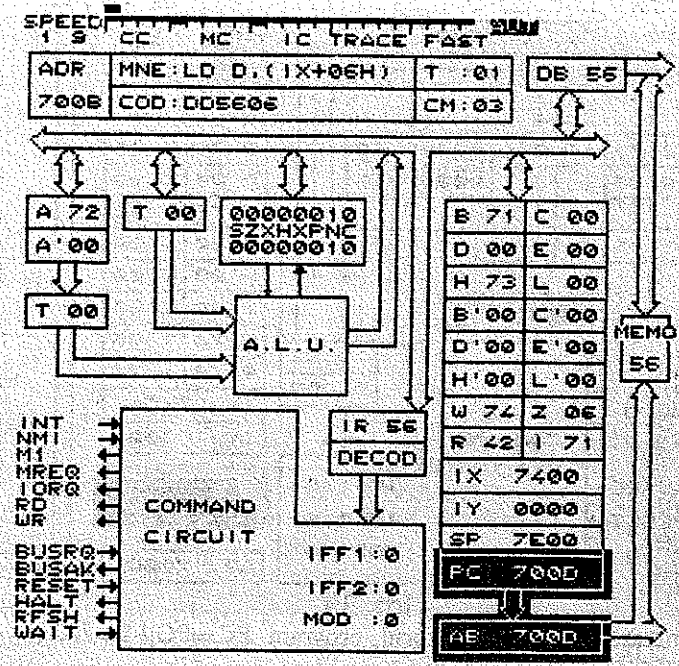 SPEED
1 9 CC MC IC TRACE FAST
ADR MNE:LD D,(IX+06H) T :01 DB 56
700B COD:DD5606 CM:03
A 72 T 00 00000010 B 71 C 00
A'00 SZXHXPNC D 00 E 00
00000010 H 73 L 00
T 00 B'00 C'00
A.L.U. D'00 E'00 MEMO
56
H'00 L'00
INT IR 56 W 74 Z 06
NMI R 42 I 71
M1 DECOD
MREQ IX 7400
IORQ
RD COMMAND IY 0000
WR CIRCUIT SP 7E00
BUSRQ IFF1:0 PC 700D
BUSAK
RESET IFF2:0
HALT
RFSH MOD :0 AB 700D
WAIT